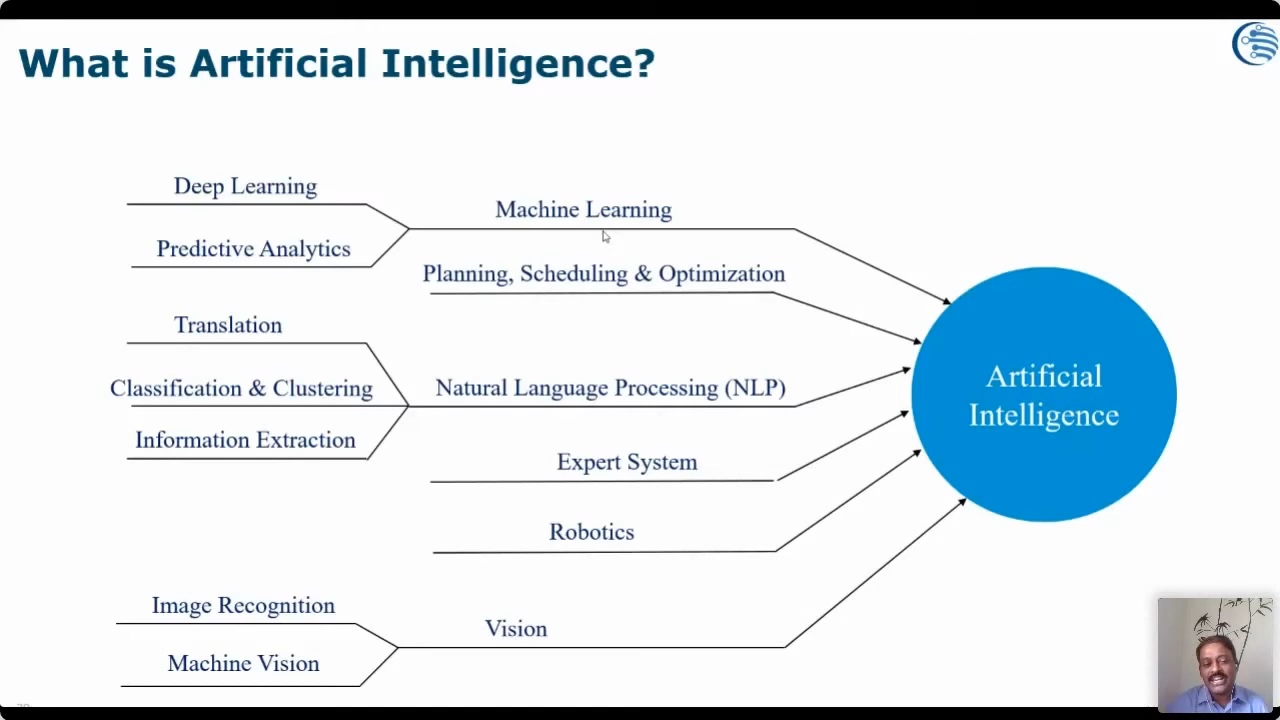 What is Artificial Intelligence?
Deep Learning
Machine Learning
Predictive Analytics
Planning, Scheduling & Optimization
Translation
Classification & Clustering
Natural Language Processing (NLP)
Information Extraction
Expert System
Robotics
Image Recognition
Vision
Machine Vision
Artificial
Intelligence